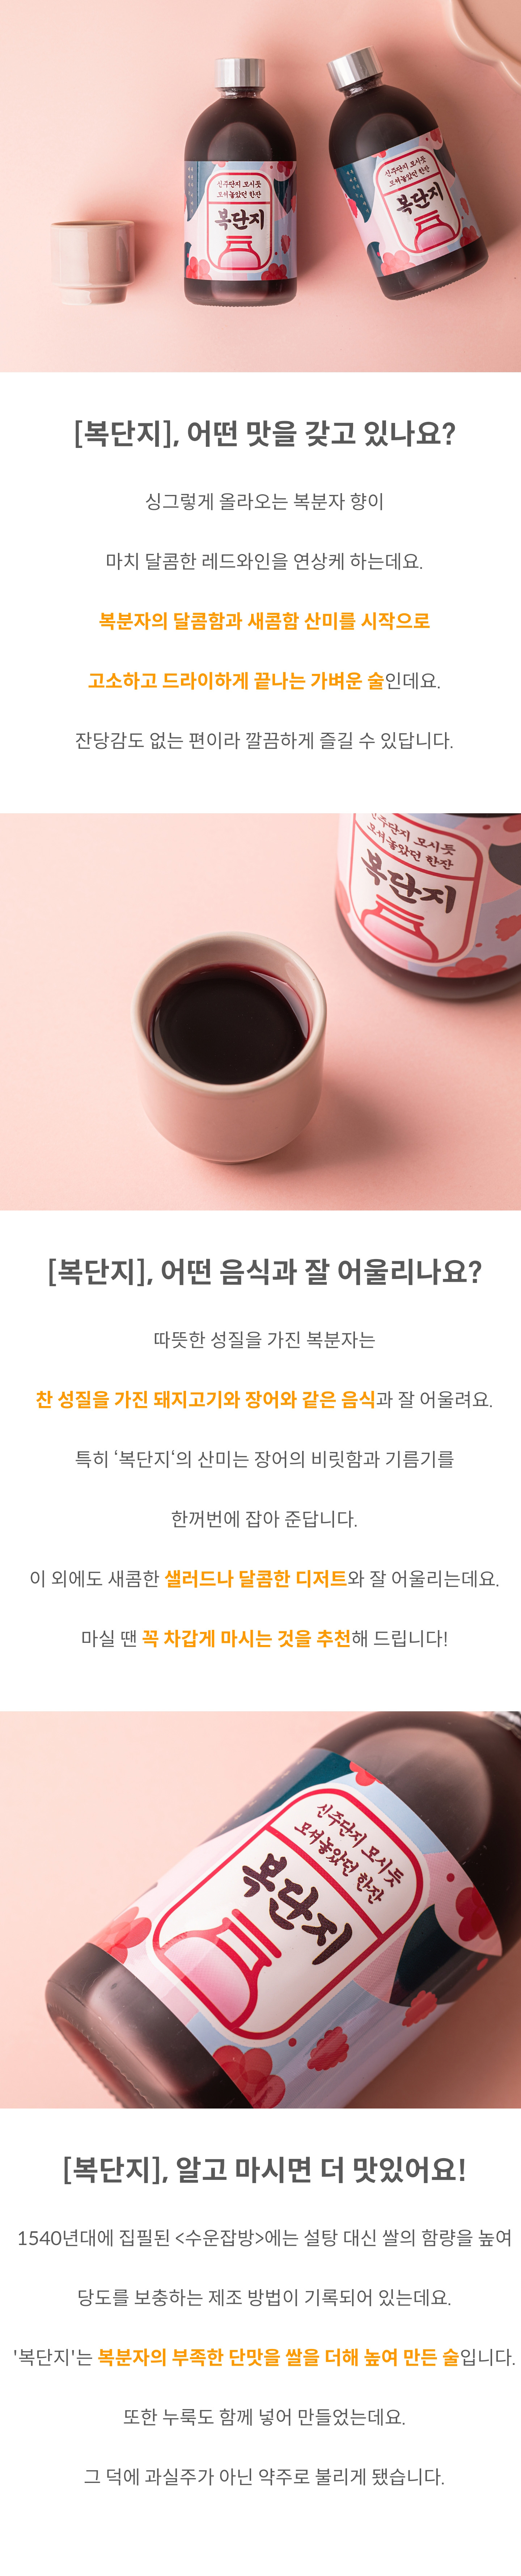 신주단지 모시듯
모셔놓았던 한잔
복단지
신주단지 모시듯
모셔놓았던 한잔
복단지
[복단지], 어떤 맛을 갖고 있나요?
싱그럽게 올라오는 복분자 향이
마치 달콤한 레드와인을 연상케 하는데요.
복분자의 달콤함과 새콤함 산미를 시작으로
고소하고 드라이하게 끝나는 가벼운 술인데요.
잔당감도 없는 편이라 깔끔하게 즐길 수 있답니다.
신주단지 모시듯
모셔놓았던 한잔
복단지
[복단지], 어떤 음식과 잘 어울리나요?
따뜻한 성질을 가진 복분자는
찬 성질을 가진 돼지고기와 장어와 같은 음식과 잘 어울려요.
특히 ‘복단지‘의 산미는 장어의 비릿함과 기름기를
한꺼번에 잡아 준답니다.
이 외에도 새콤한 샐러드나 달콤한 디저트와 잘 어울리는데요.
마실 땐 꼭 차갑게 마시는 것을 추천해 드립니다!
신주단지 모시듯
모셔놓았던 한잔
복단지
[복단지], 알고 마시면 더 맛있어요!
1540년대에 집필된 <수운잡방>에는 설탕 대신 쌀의 함량을 높여
당도를 보충하는 제조 방법이 기록되어 있는데요.
'복단지'는 복분자의 부족한 단맛을 쌀을 더해 높여 만든 술입니다.
또한 누룩도 함께 넣어 만들었는데요.
그 덕에 과실주가 아닌 약주로 불리게 됐습니다.